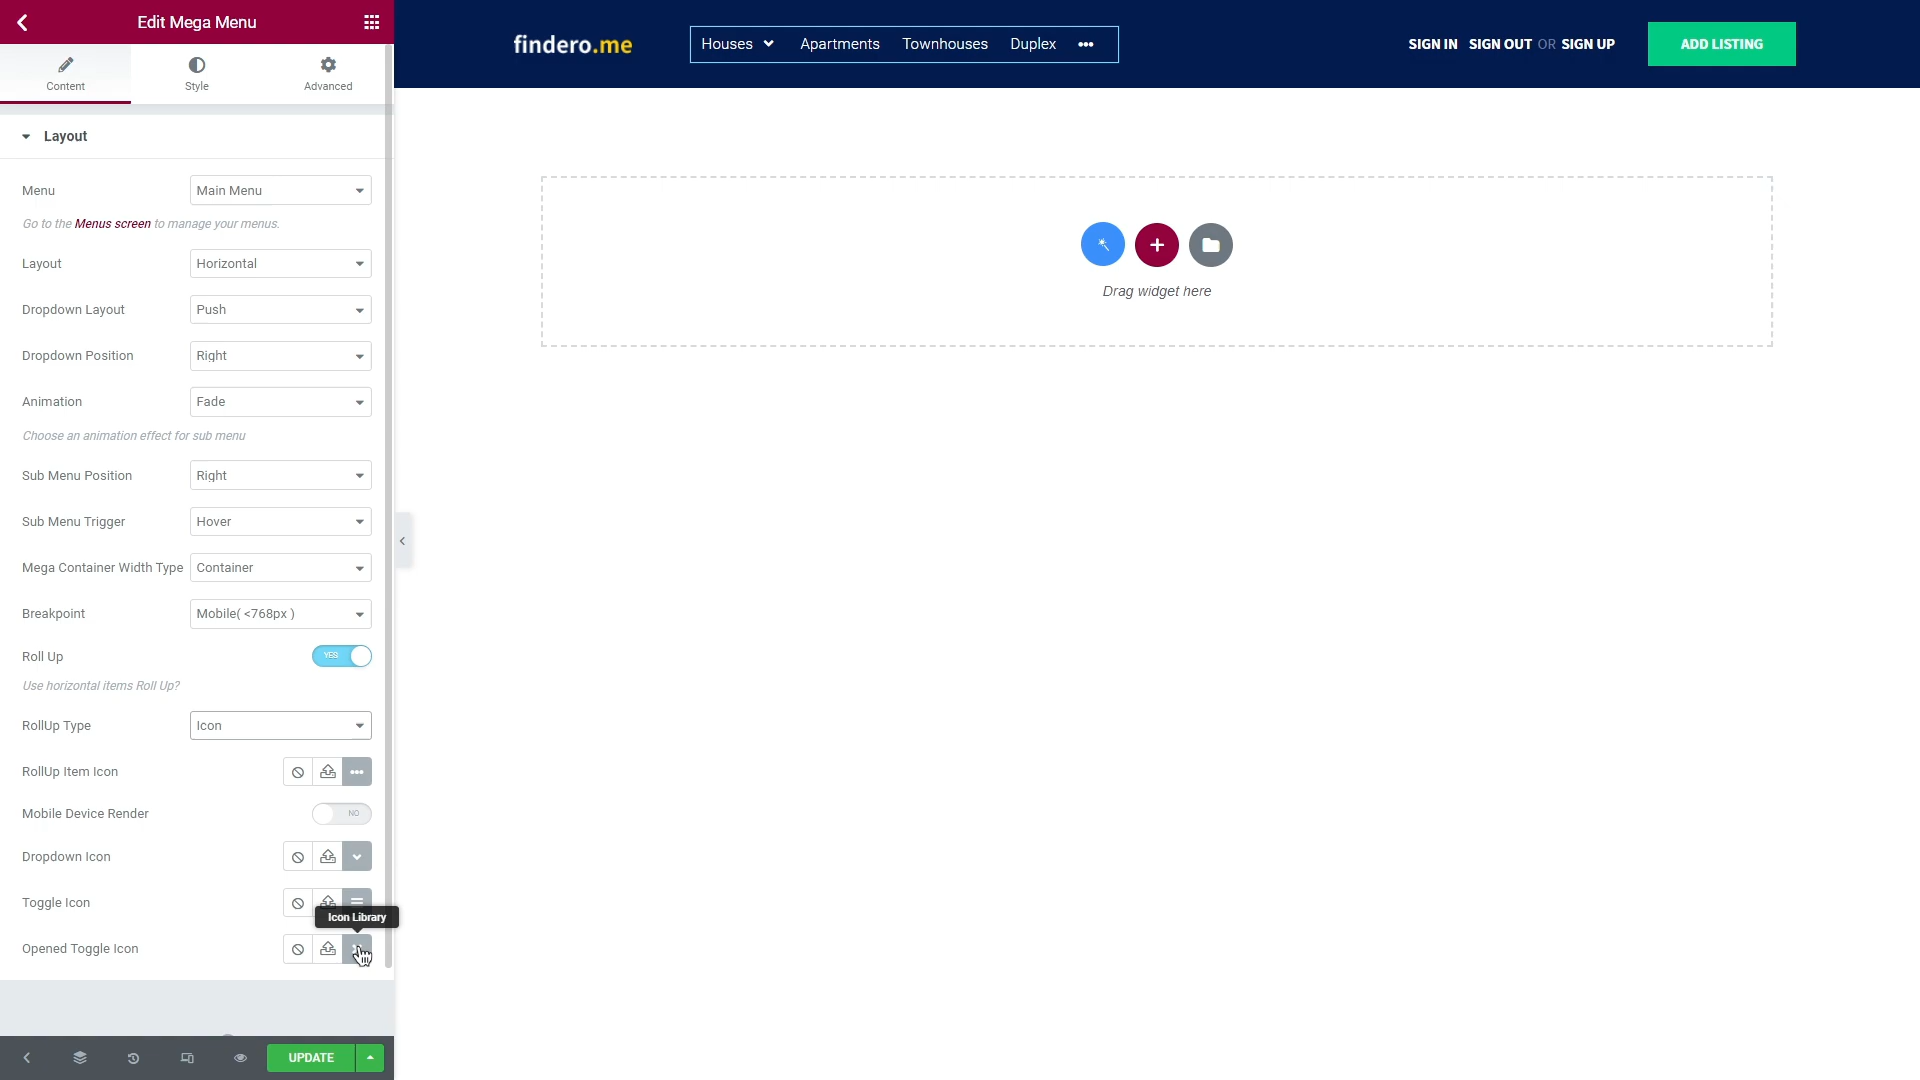 Edit Mega Menu
Content
Style
Advanced
Layout
Menu
Main Menu
Go to the Menus screen to manage your menus.
Layout
Horizontal
Dropdown Layout
Push
Dropdown Position
Right
Animation
Fade
Choose an animation effect for sub menu
Sub Menu Position
Right
Sub Menu Trigger
Hover
Mega Container Width Type
Container
Breakpoint
Mobile( <768px )
Roll Up
YES
Use horizontal items Roll Up?
RollUp Type
Icon
RollUp Item Icon
Mobile Device Render
NO
Dropdown Icon
Toggle Icon
Icon Library
Opened Toggle Icon
UPDATE
findero.me
Houses
Apartments
Townhouses
Duplex
SIGN IN SIGN OUT OR SIGN UP
ADD LISTING
Drag widget here